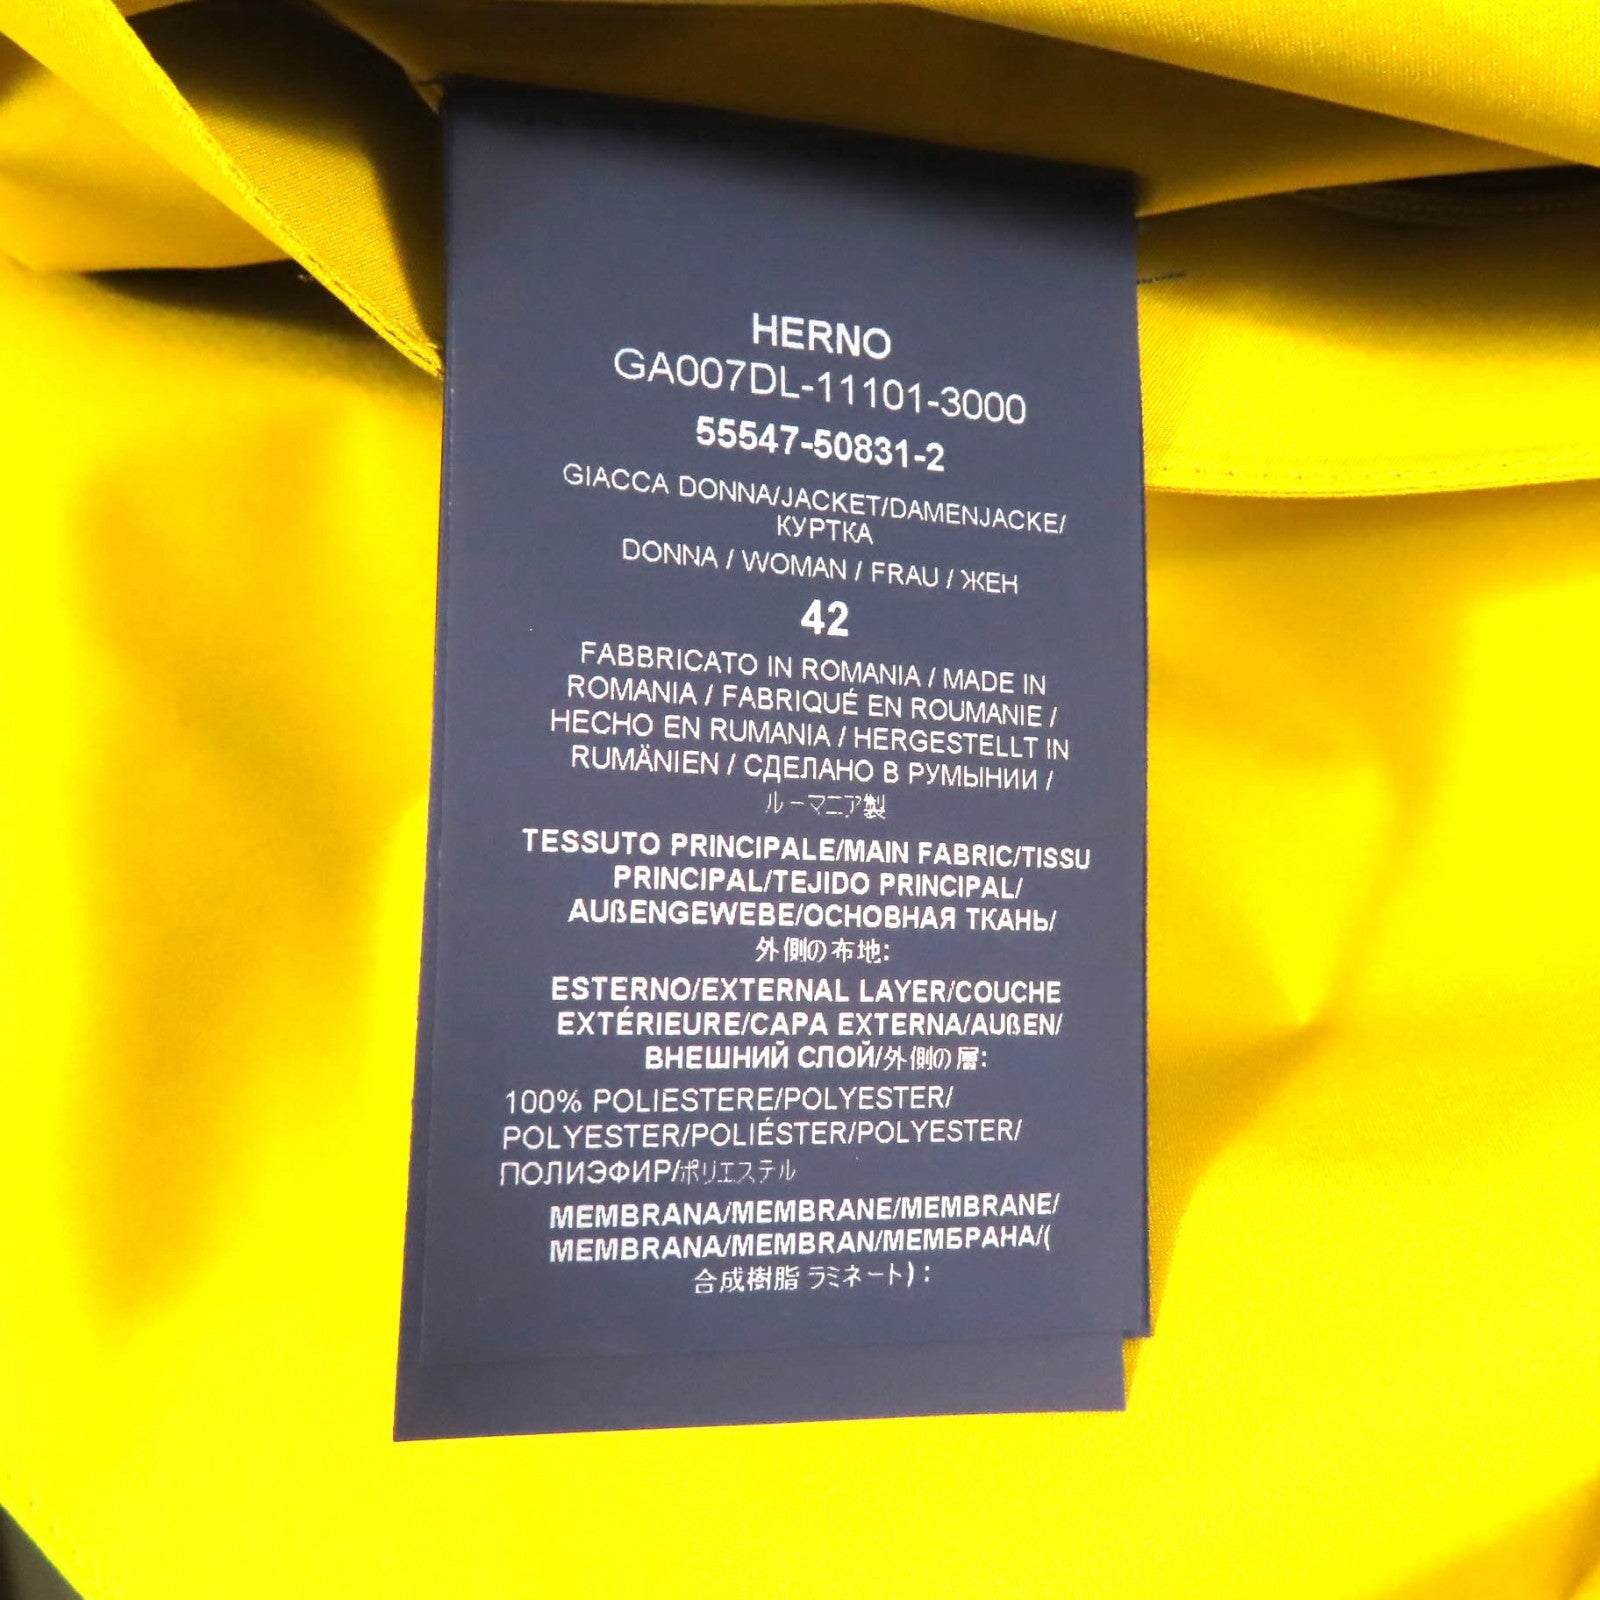 HERNO
GA007DL-11101-3000
55547-50831-2
GIACCA DONNA/JACKET/DAMENJACKE/
КУРТКА
DONNA / WOMAN / FRAU / ЖЕН
42
FABBRICATO IN ROMANIA / MADE IN
ROMANIA / FABRIQUÉ EN ROUMANIE /
HECHO EN RUMANIA / HERGESTELLT IN
RUMÄNIEN / СДЕЛАНО В РУМЫНИИ /
ルーマニア製
TESSUTO PRINCIPALE/MAIN FABRIC/TISSU
PRINCIPAL/TEJIDO PRINCIPAL/
AUßENGEWEBE/ОСНОВНАЯ ТКАНЬ/
外側の布地:
ESTERNO/EXTERNAL LAYER/COUCHE
EXTÉRIEURE/CAPA EXTERNA/AUßEN/
ВНЕШНИЙ СЛОЙ/外側の層:
100% POLIESTERE/POLYESTER/
POLYESTER/POLIÉSTER/POLYESTER/
ПОЛИЭФИР/ポリエステル
MEMBRANA/MEMBRANE/MEMBRANE/
MEMBRANA/MEMBRAN/МЕМБРАНА/(
合成樹脂 ラミネート):